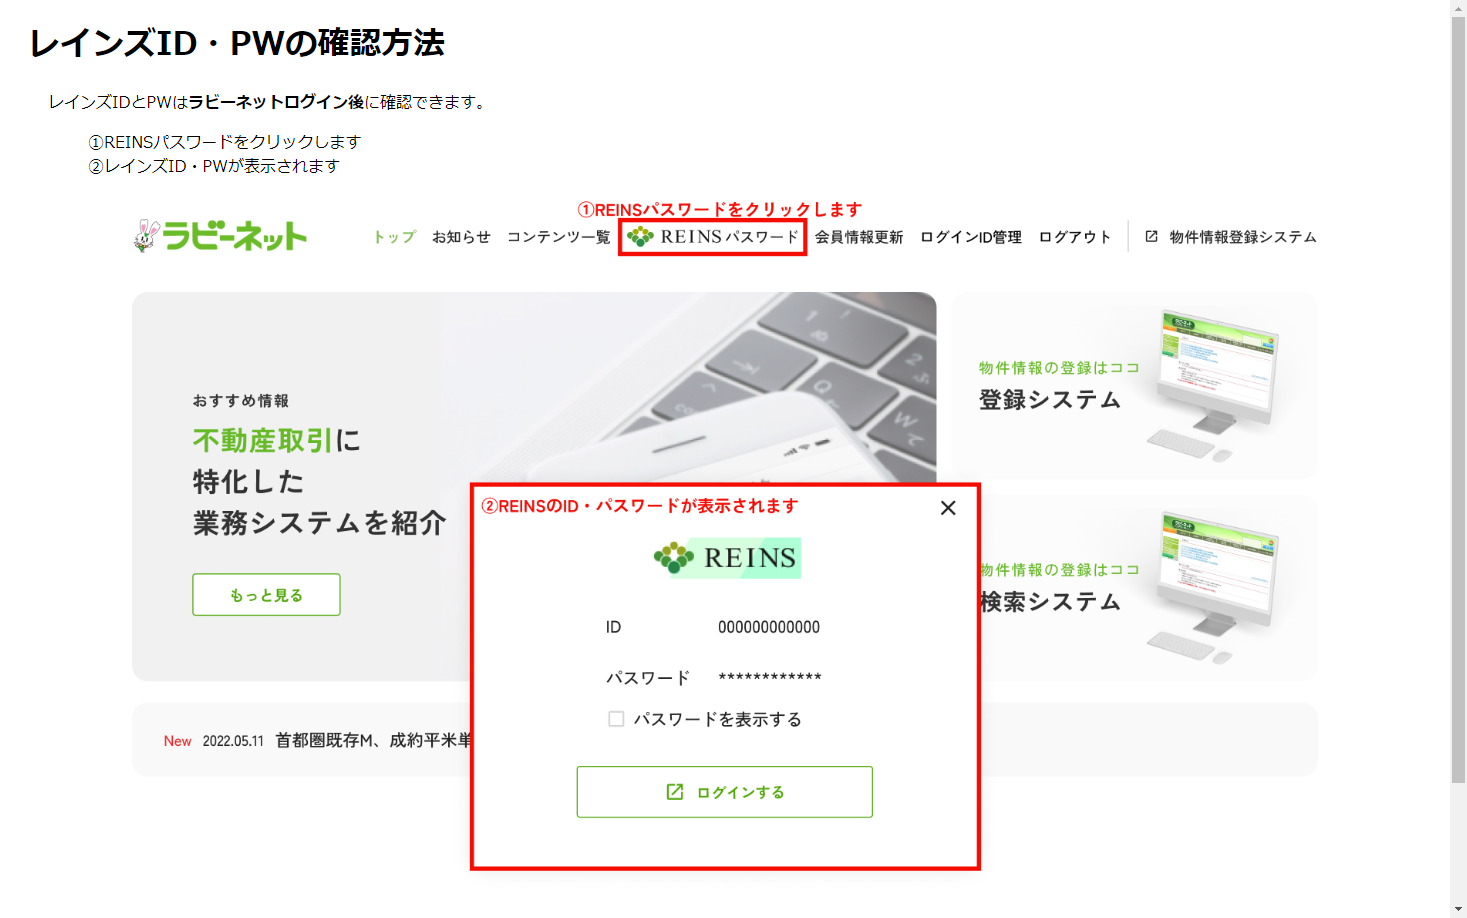 レインズID・PWの確認方法
レインズIDとPWはラビーネットログイン後に確認できます。
①REINSパスワードをクリックします
②レインズID・PWが表示されます
①REINSパスワードをクリックします
ラビーネット
トップ お知らせ コンテンツ一覧 REINSパスワード 会員情報更新 ログインID管理 ログアウト 物件情報登録システム
おすすめ情報
不動産取引に
特化した
業務システムを紹介
もっと見る
物件情報の登録はココ
登録システム
物件情報の登録はココ
検索システム
②REINSのID・パスワードが表示されます
REINS
ID 000000000000
パスワード ************
パスワードを表示する
ログインする
New 2022.05.11 首都圏既存M、成約平米単